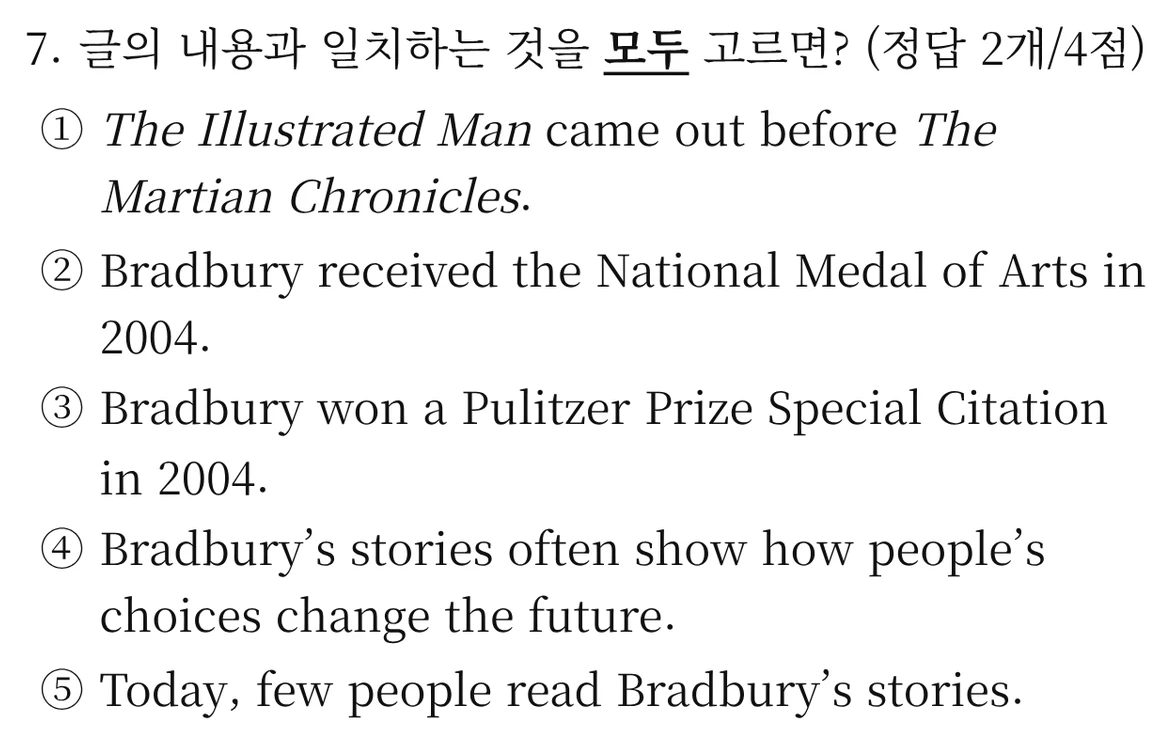 7. 글의 내용과 일치하는 것을 모두 고르면? (정답 2개/4점)
① The Illustrated Man came out before The
Martian Chronicles.
② Bradbury received the National Medal of Arts in
2004.
③ Bradbury won a Pulitzer Prize Special Citation
in 2004.
④ Bradbury’s stories often show how people’s
choices change the future.
⑤ Today, few people read Bradbury’s stories.